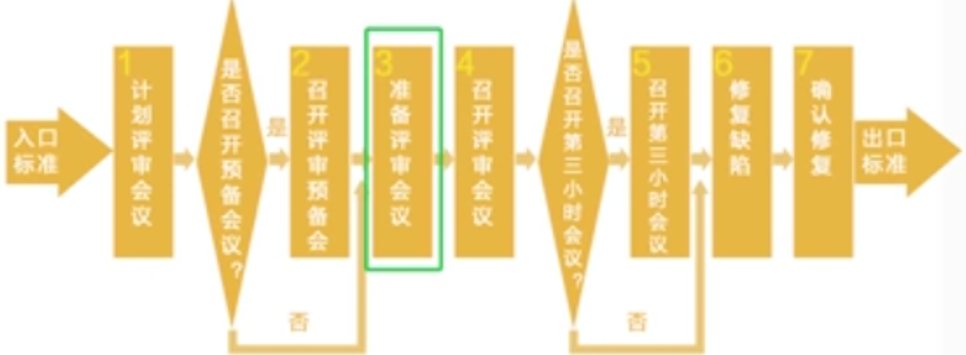 入口
标准
1
计划评审会议
是否召开预备会议？
是
否
2
召开评审预备会
3
准备评审会议
4
召开评审会议
是否召开第三小时会议？
是
否
5
召开第三小时会议
6
修复缺陷
7
确认修复
出口
标准